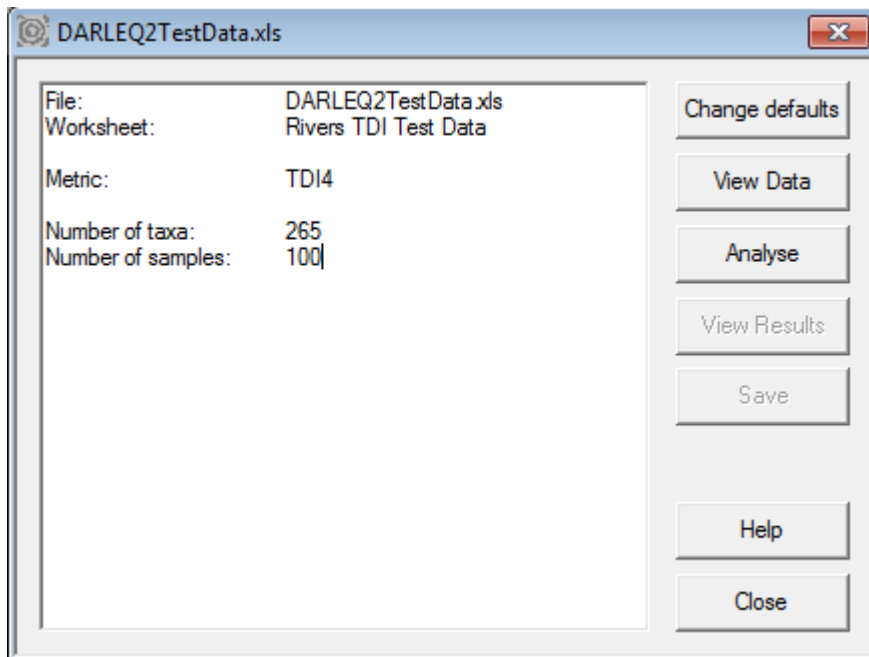 DARLEQ2TestData.xls
File: DARLEQ2TestData.xls
Worksheet: Rivers TDI Test Data
Metric: TDI4
Number of taxa: 265
Number of samples: 100
Change defaults
View Data
Analyse
View Results
Save
Help
Close